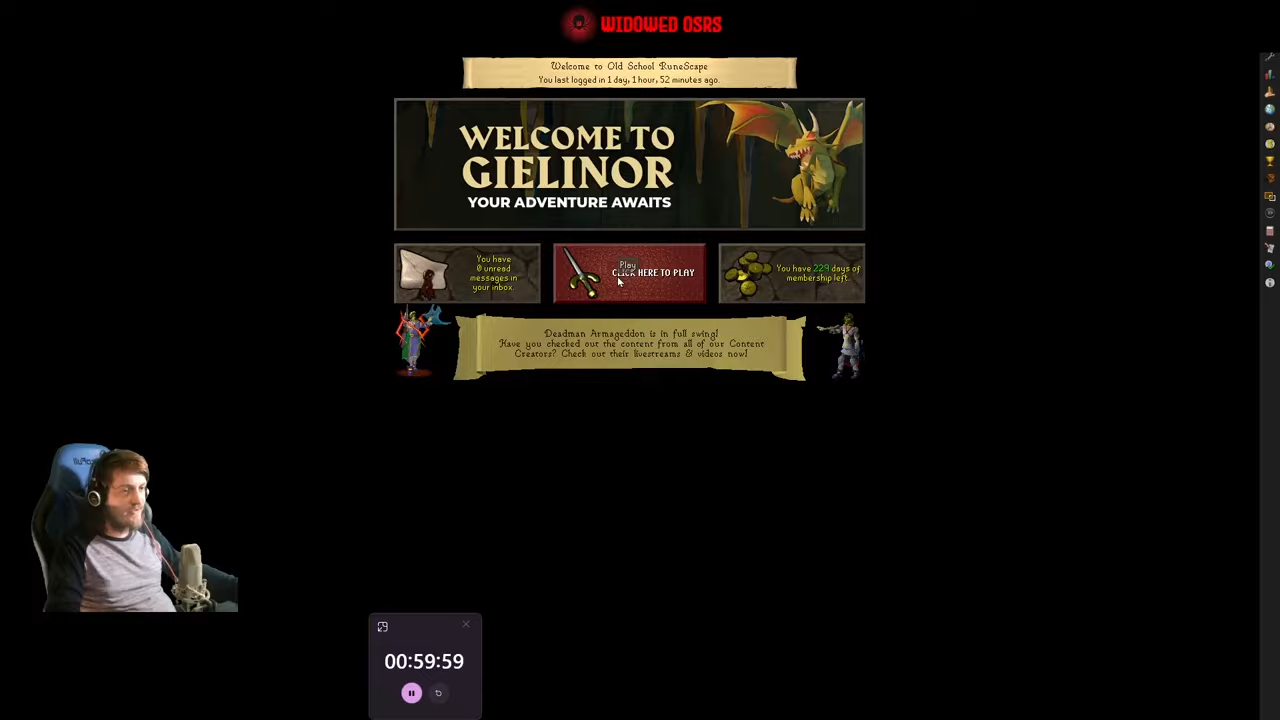 WIDOWED OSRS
Welcome to Old School RuneScape
You last logged in 1 day, 1 hour, 52 minutes ago.
WELCOME TO
GIELINOR
YOUR ADVENTURE AWAITS
You have
0 unread
messages in
your inbox.
Play
CLICK HERE TO PLAY
You have 229 days of
membership left.
Deadman Armageddon is in full swing!
Have you checked out the content from all of our Content
Creators? Check out their livestreams & videos now!
00:59:59